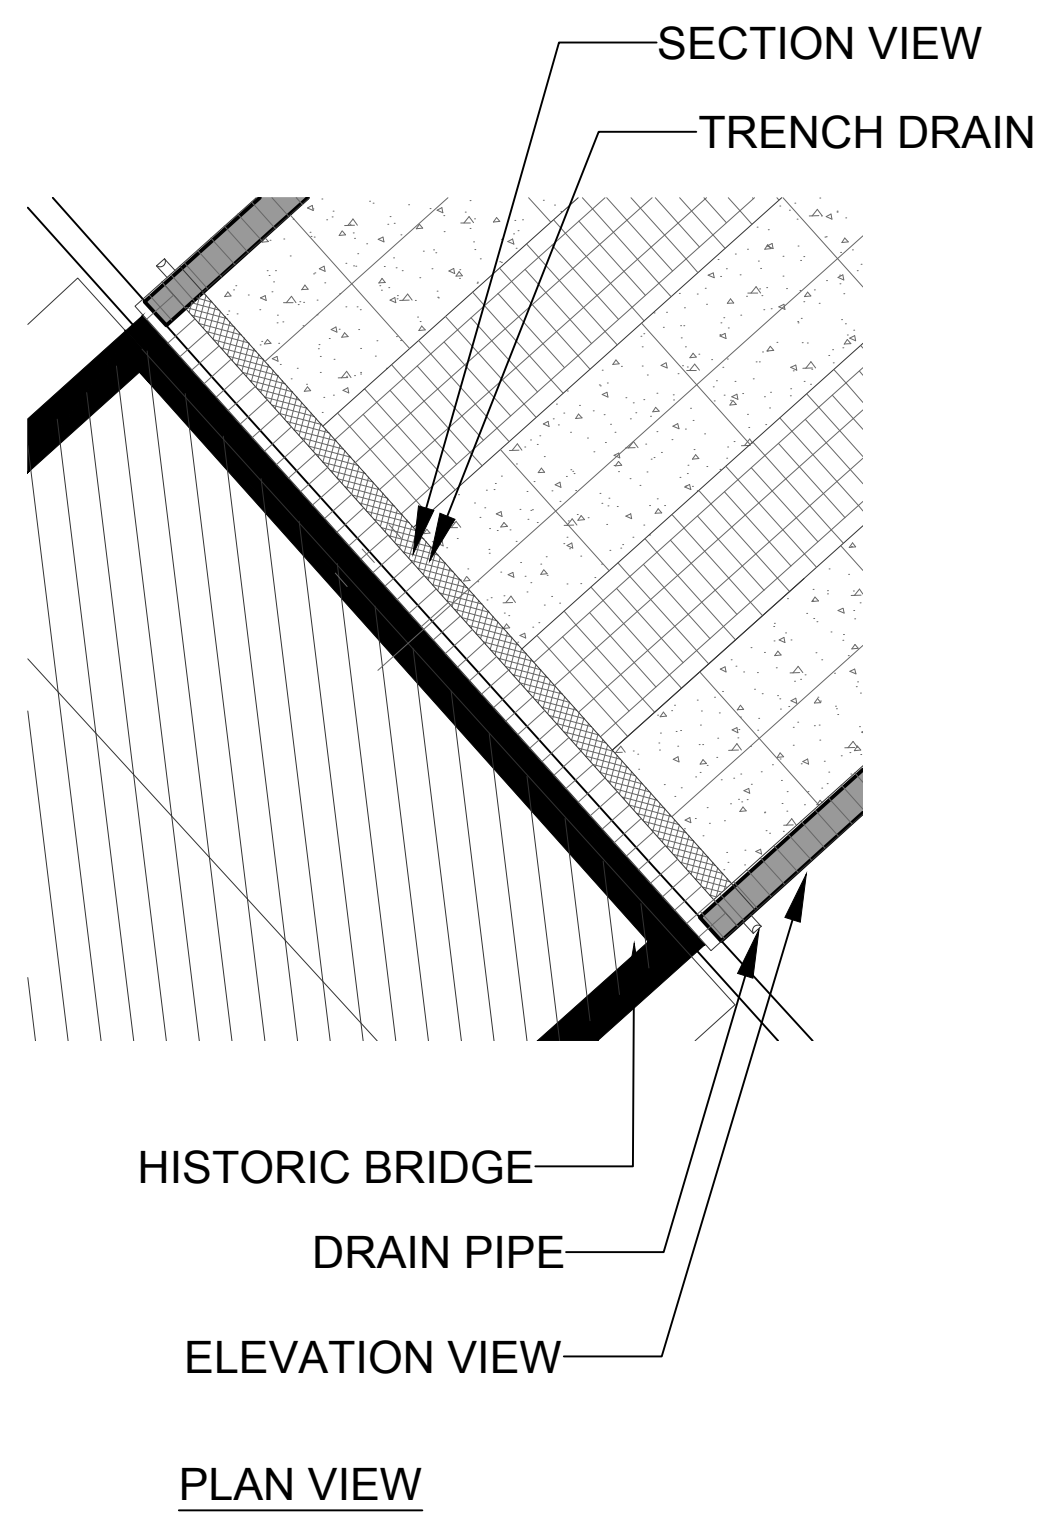 SECTION VIEW
TRENCH DRAIN
HISTORIC BRIDGE
DRAIN PIPE
ELEVATION VIEW
PLAN VIEW